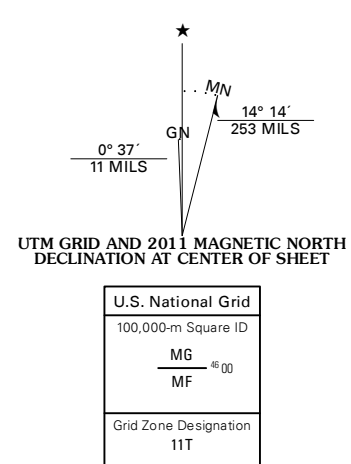 ★
MN
GN
14° 14´
253 MILS
0° 37´
11 MILS
UTM GRID AND 2011 MAGNETIC NORTH
DECLINATION AT CENTER OF SHEET
U.S. National Grid
100,000-m Square ID
MG
46 00
MF
Grid Zone Designation
11T